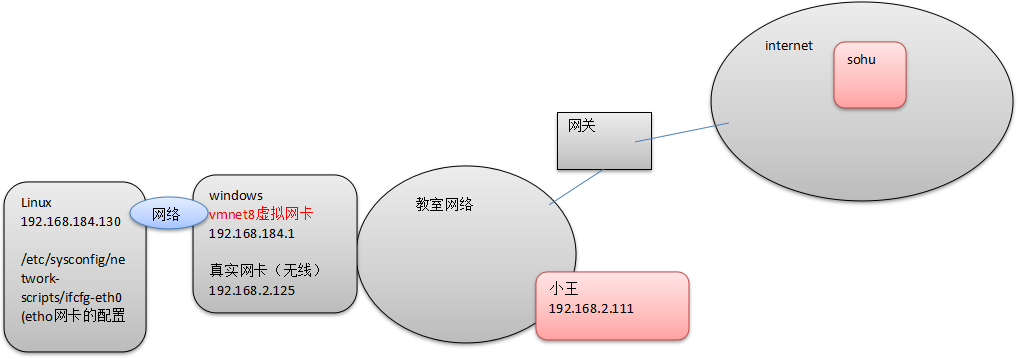 internet
sohu
网关
Linux
192.168.184.130
/etc/sysconfig/ne
twork-
scripts/ifcfg-eth0
(etho网卡的配置
网络
windows
vmnet8虚拟网卡
192.168.184.1
真实网卡（无线）
192.168.2.125
教室网络
小王
192.168.2.111